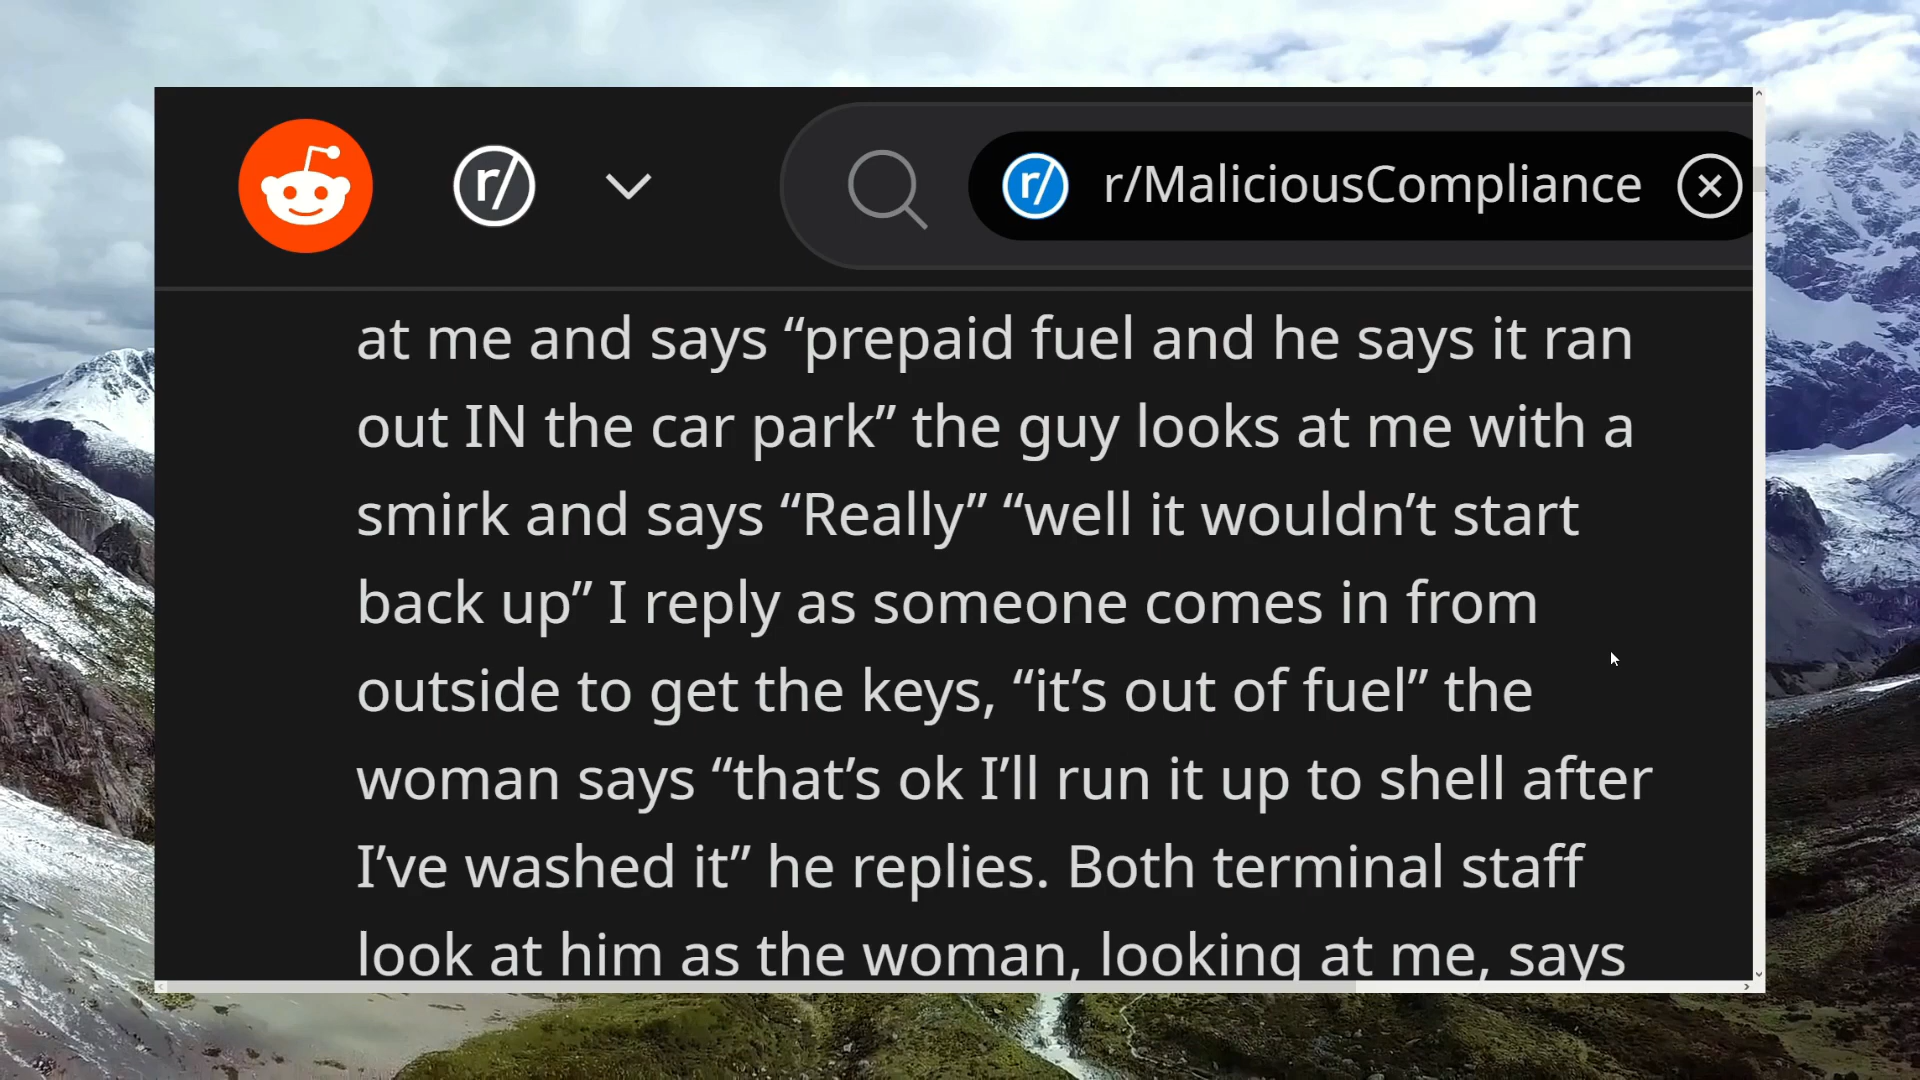 r/
r/ r/MaliciousCompliance
at me and says “prepaid fuel and he says it ran
out IN the car park” the guy looks at me with a
smirk and says “Really” “well it wouldn’t start
back up” I reply as someone comes in from
outside to get the keys, “it’s out of fuel” the
woman says “that’s ok I’ll run it up to shell after
I’ve washed it” he replies. Both terminal staff
look at him as the woman, looking at me, says